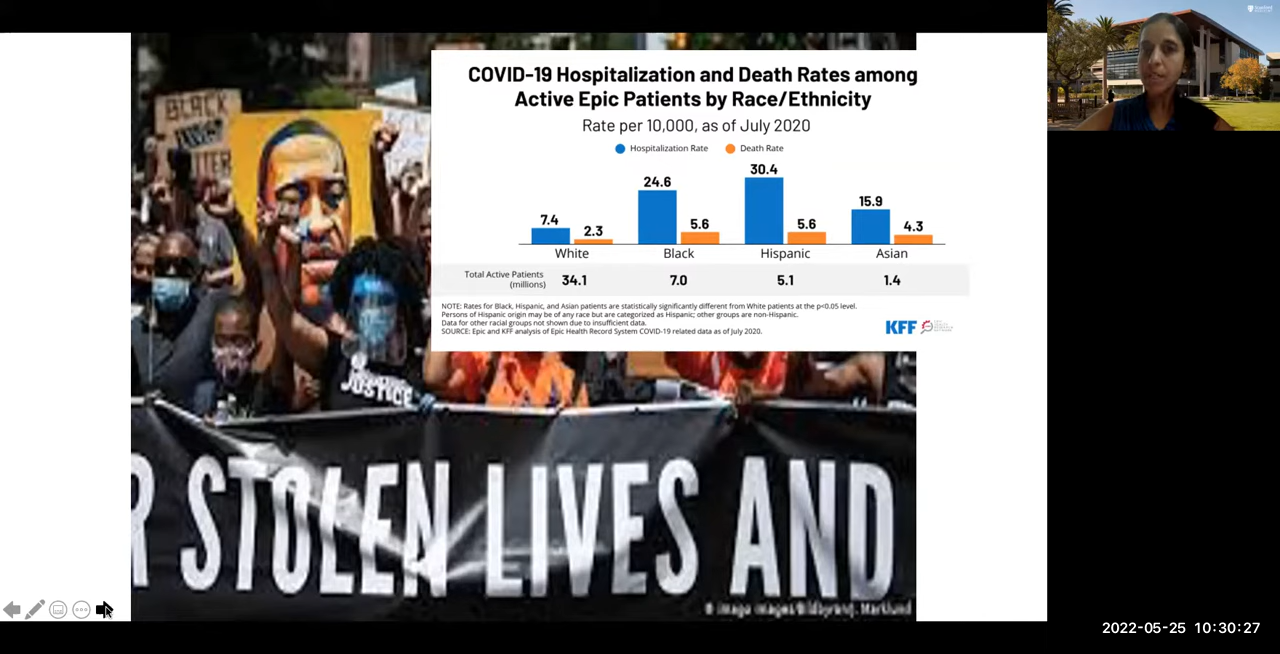 Stanford
BLACK
LIVES
TTER
COVID-19 Hospitalization and Death Rates among
Active Epic Patients by Race/Ethnicity
Rate per 10,000, as of July 2020
Hospitalization Rate Death Rate
7.4 2.3 24.6 5.6 30.4 5.6 15.9 4.3
White Black Hispanic Asian
Total Active Patients
(millions) 34.1 7.0 5.1 1.4
NOTE: Rates for Black, Hispanic, and Asian patients are statistically significantly different from White patients at the p<0.05 level.
Persons of Hispanic origin may be of any race but are categorized as Hispanic; other groups are non-Hispanic.
Data for other racial groups not shown due to insufficient data.
SOURCE: Epic and KFF analysis of Epic Health Record System COVID-19 related data as of July 2020.
KFF
JUSTICE
R STOLEN LIVES AND
© imago images/Bildbyran/J. Marklund
2022-05-25 10:30:27